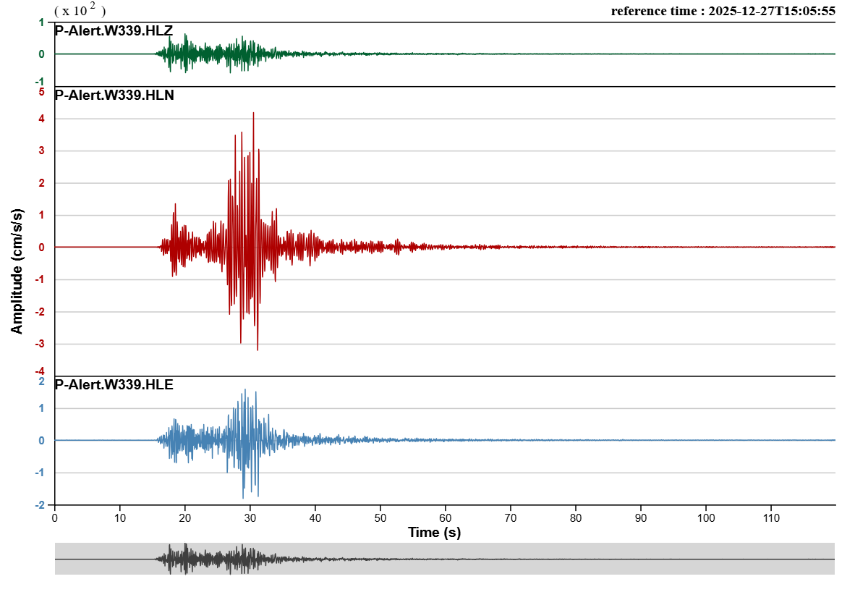 ( x 10 2 )
reference time : 2025-12-27T15:05:55
P-Alert.W339.HLZ
1
0
-1
P-Alert.W339.HLN
5
4
3
2
1
0
-1
-2
-3
-4
P-Alert.W339.HLE
2
1
0
-1
-2
Amplitude (cm/s/s)
0 10 20 30 40 50 60 70 80 90 100 110
Time (s)